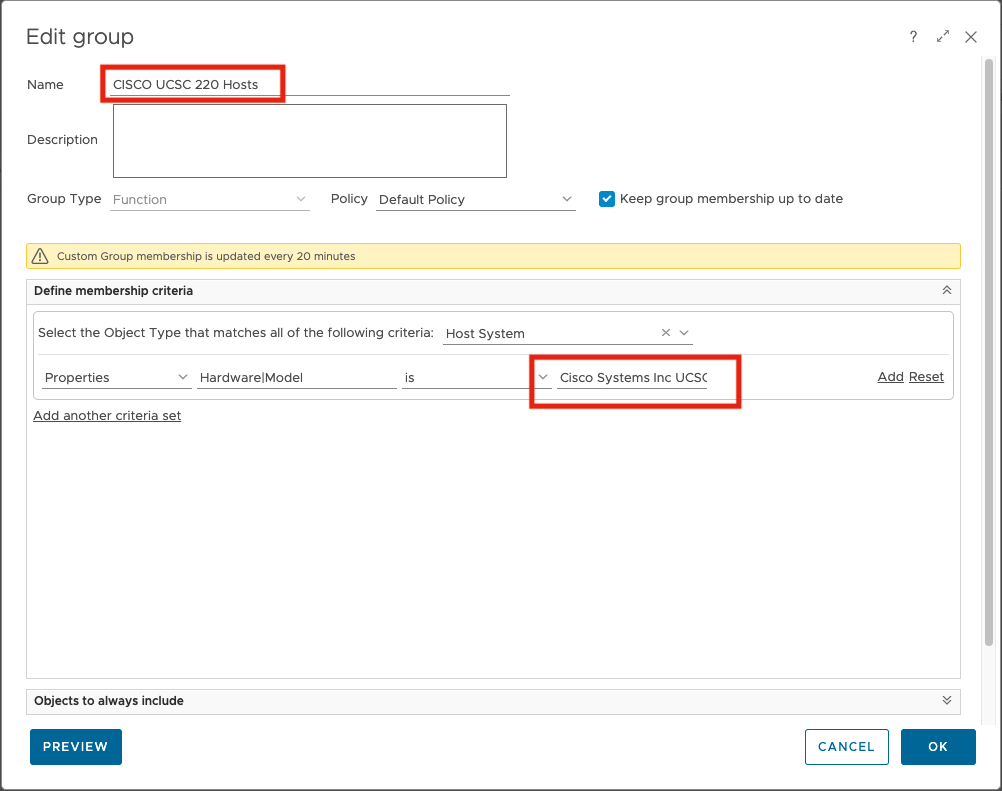 Edit group
?
Name CISCO UCSC 220 Hosts
Description
Group Type Function Policy Default Policy Keep group membership up to date
Custom Group membership is updated every 20 minutes
Define membership criteria
Select the Object Type that matches all of the following criteria: Host System
Properties Hardware|Model is Cisco Systems Inc UCSC Add Reset
Add another criteria set
Objects to always include
PREVIEW CANCEL OK